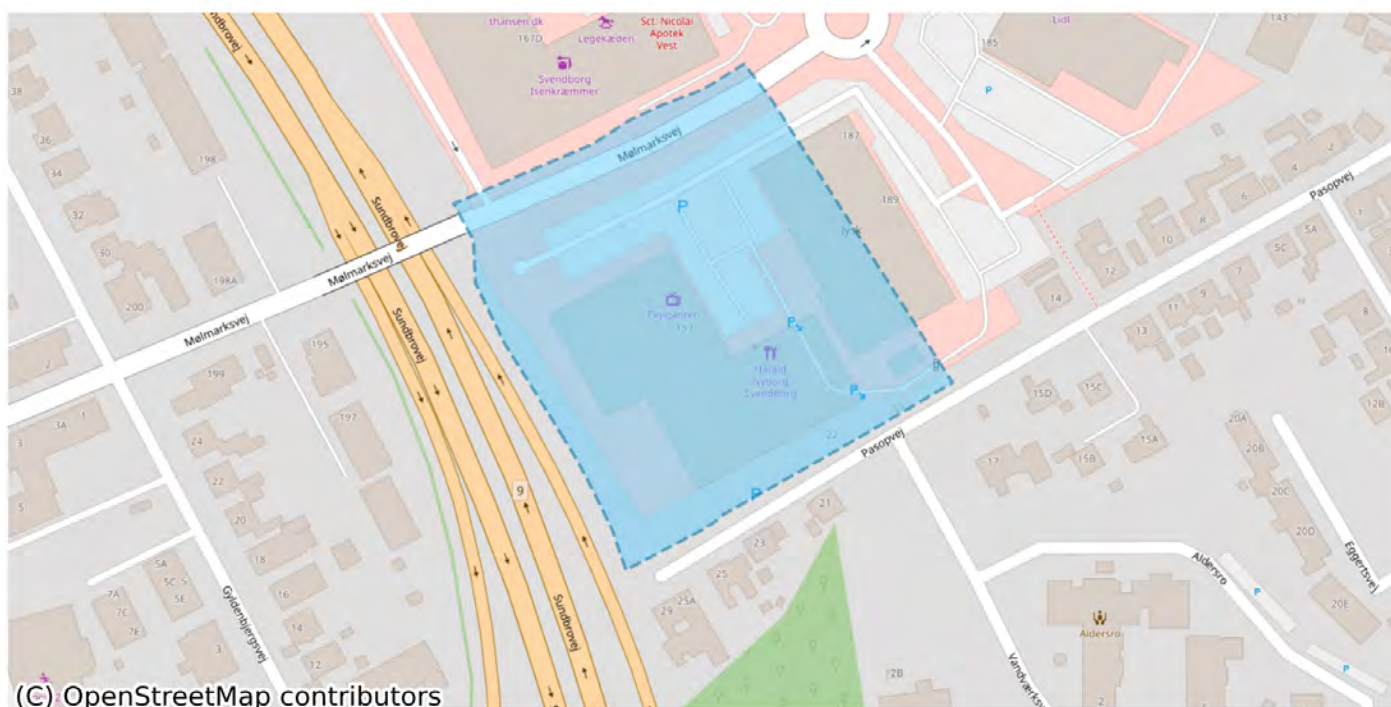 Sundbrovej
thansen.dk
167D
Legekæden
Sct. Nicolai
Apotek
Vest
Lidl
143
185
P
38
Svendborg
Isenkræmmer
36
34
198
Mølmarksvej
187
4
2
Pasopvej
6
32
Sundbrovej
189
8
1
30
Mølmarksvej
P
jysk
10
5C
5A
198A
12
7
200
14
9
11
Mølmarksvej
Sundbrovej
P
13
8
195
2
199
Harald
Nyborg
Svendborg
P
15D
15C
12B
3A
1
197
22
Pasopvej
20A
3
24
15A
20B
17
15B
22
9
P
21
20C
5
20
23
20D
18
Aldersro
Eggertsvej
5A
25
5C
5
16
7A
5E
25A
P
20E
7C
Gyldenbjergsvej
Sundbrovej
29
7E
14
Aldersro
3
12
P
2B
2
(C) OpenStreetMap contributors